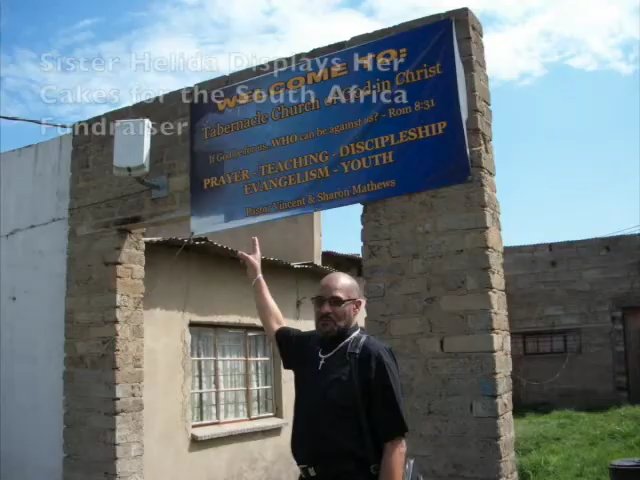 Sister Helida Displays Her
Cakes for the South Africa
Fundraiser
WELCOME TO:
Tabernacle Church of God in Christ
If God be for us, WHO can be against us? - Rom 8:31
PRAYER - TEACHING - DISCIPLESHIP
EVANGELISM - YOUTH
Pastor Vincent & Sharon Mathews